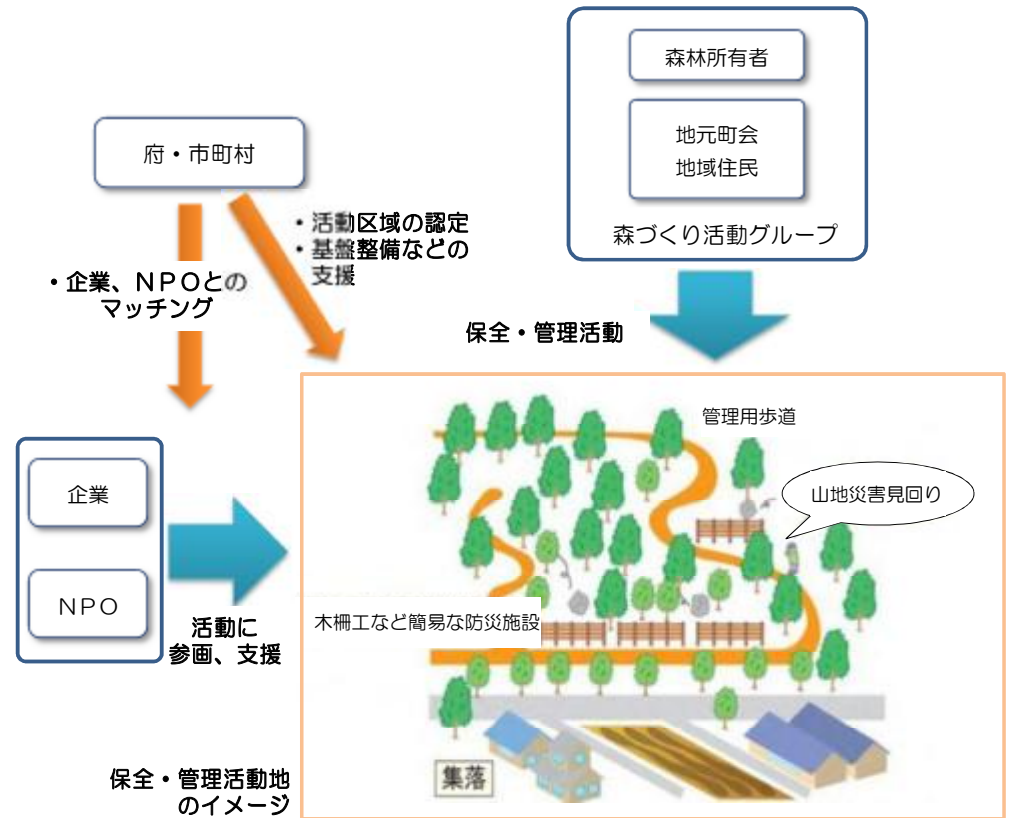 森林所有者
地元町会
地域住民
森づくり活動グループ
府・市町村
・活動区域の認定
・基盤整備などの
支援
・企業、ＮＰＯとの
マッチング
保全・管理活動
企業
ＮＰＯ
活動に
参画、支援
管理用歩道
山地災害見回り
木柵工など簡易な防災施設
集落
保全・管理活動地
のイメージ